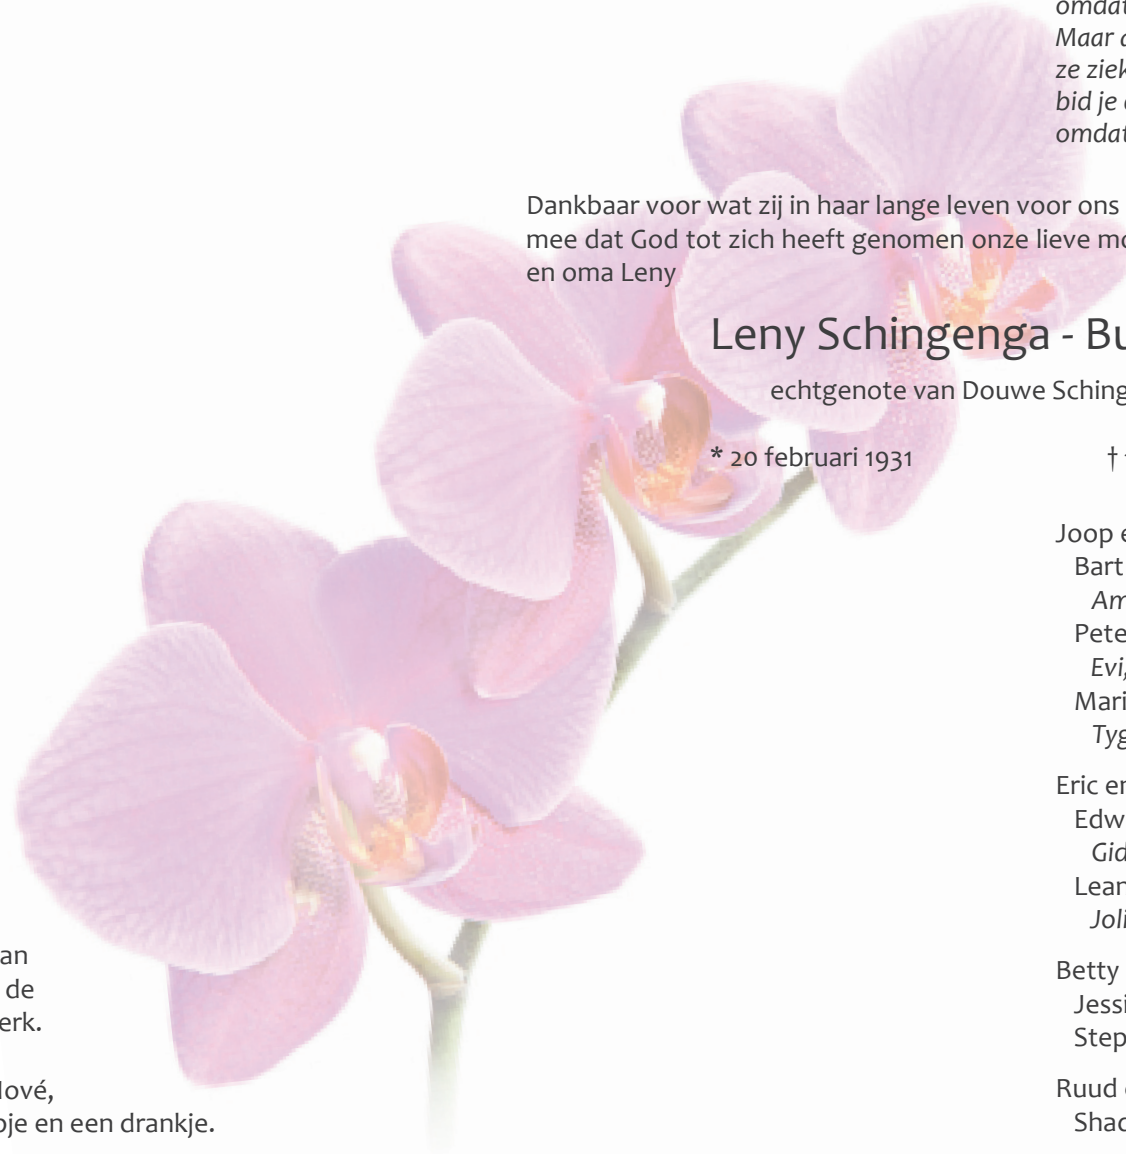 omdat
Maar
ze ziek
bid je
omdat
Dankbaar voor wat zij in haar lange leven voor ons
mee dat God tot zich heeft genomen onze lieve
en oma Leny
Leny Schingenga - Bu
echtgenote van Douwe Sching
* 20 februari 1931 †
Joop e
Bart
Am
Pete
Evi,
Mari
Tyg
Eric en
Edw
Gid
Lean
Joli
Betty
Jessi
Step
Ruud
Shad
an
de
erk.
ové,
pje en een drankje.